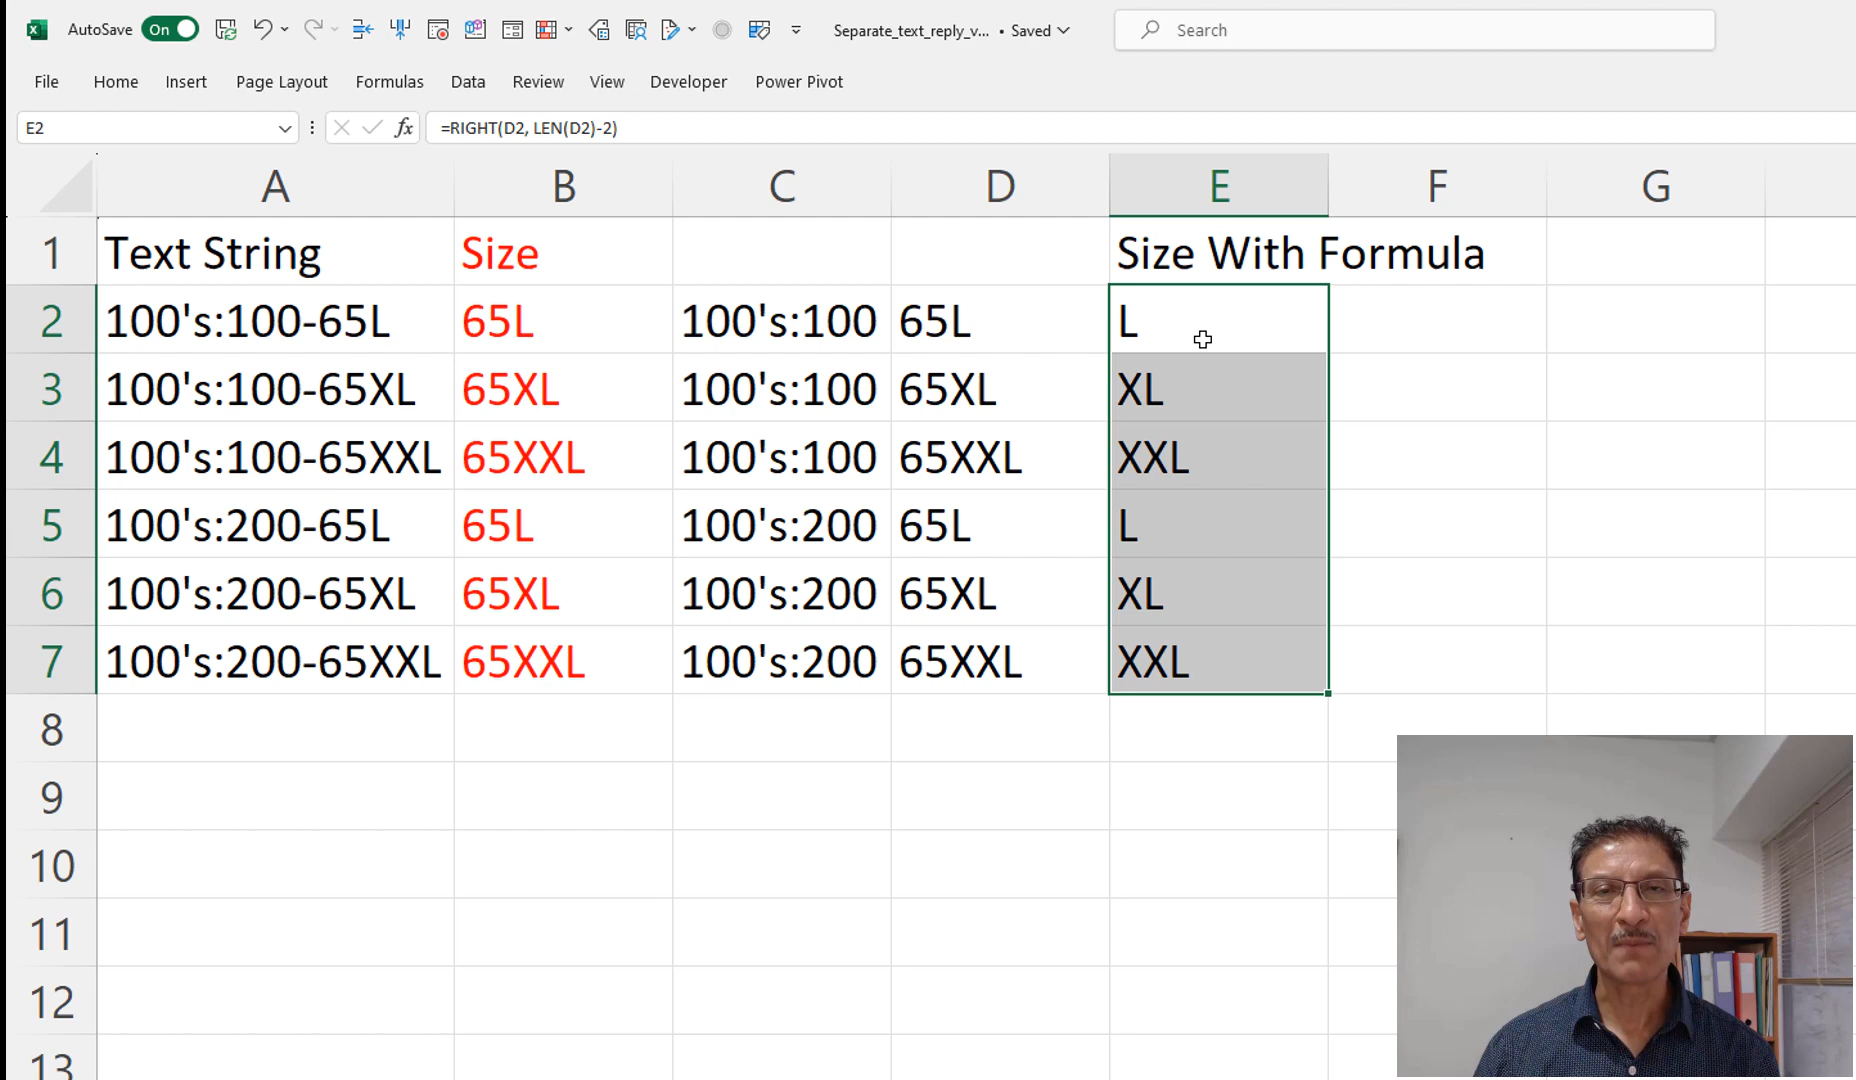 AutoSave On Separate_text_reply_v... • Saved Search
File Home Insert Page Layout Formulas Data Review View Developer Power Pivot
E2 fx =RIGHT(D2, LEN(D2)-2)
A B C D E F G
1 Text String Size Size With Formula
2 100's:100-65L 65L 100's:100 65L L
3 100's:100-65XL 65XL 100's:100 65XL XL
4 100's:100-65XXL 65XXL 100's:100 65XXL XXL
5 100's:200-65L 65L 100's:200 65L L
6 100's:200-65XL 65XL 100's:200 65XL XL
7 100's:200-65XXL 65XXL 100's:200 65XXL XXL
8
9
10
11
12
13